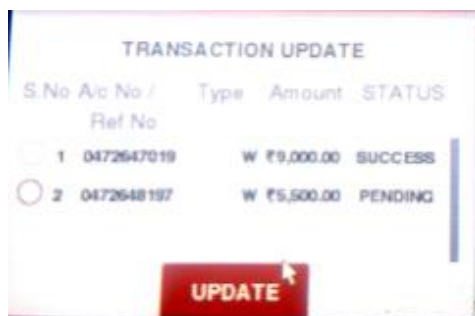 TRANSACTION UPDATE
S.No A/c No / Type Amount STATUS
Ref No
1 0472647019 W ₹9,000.00 SUCCESS
2 0472648197 W ₹5,500.00 PENDING
UPDATE